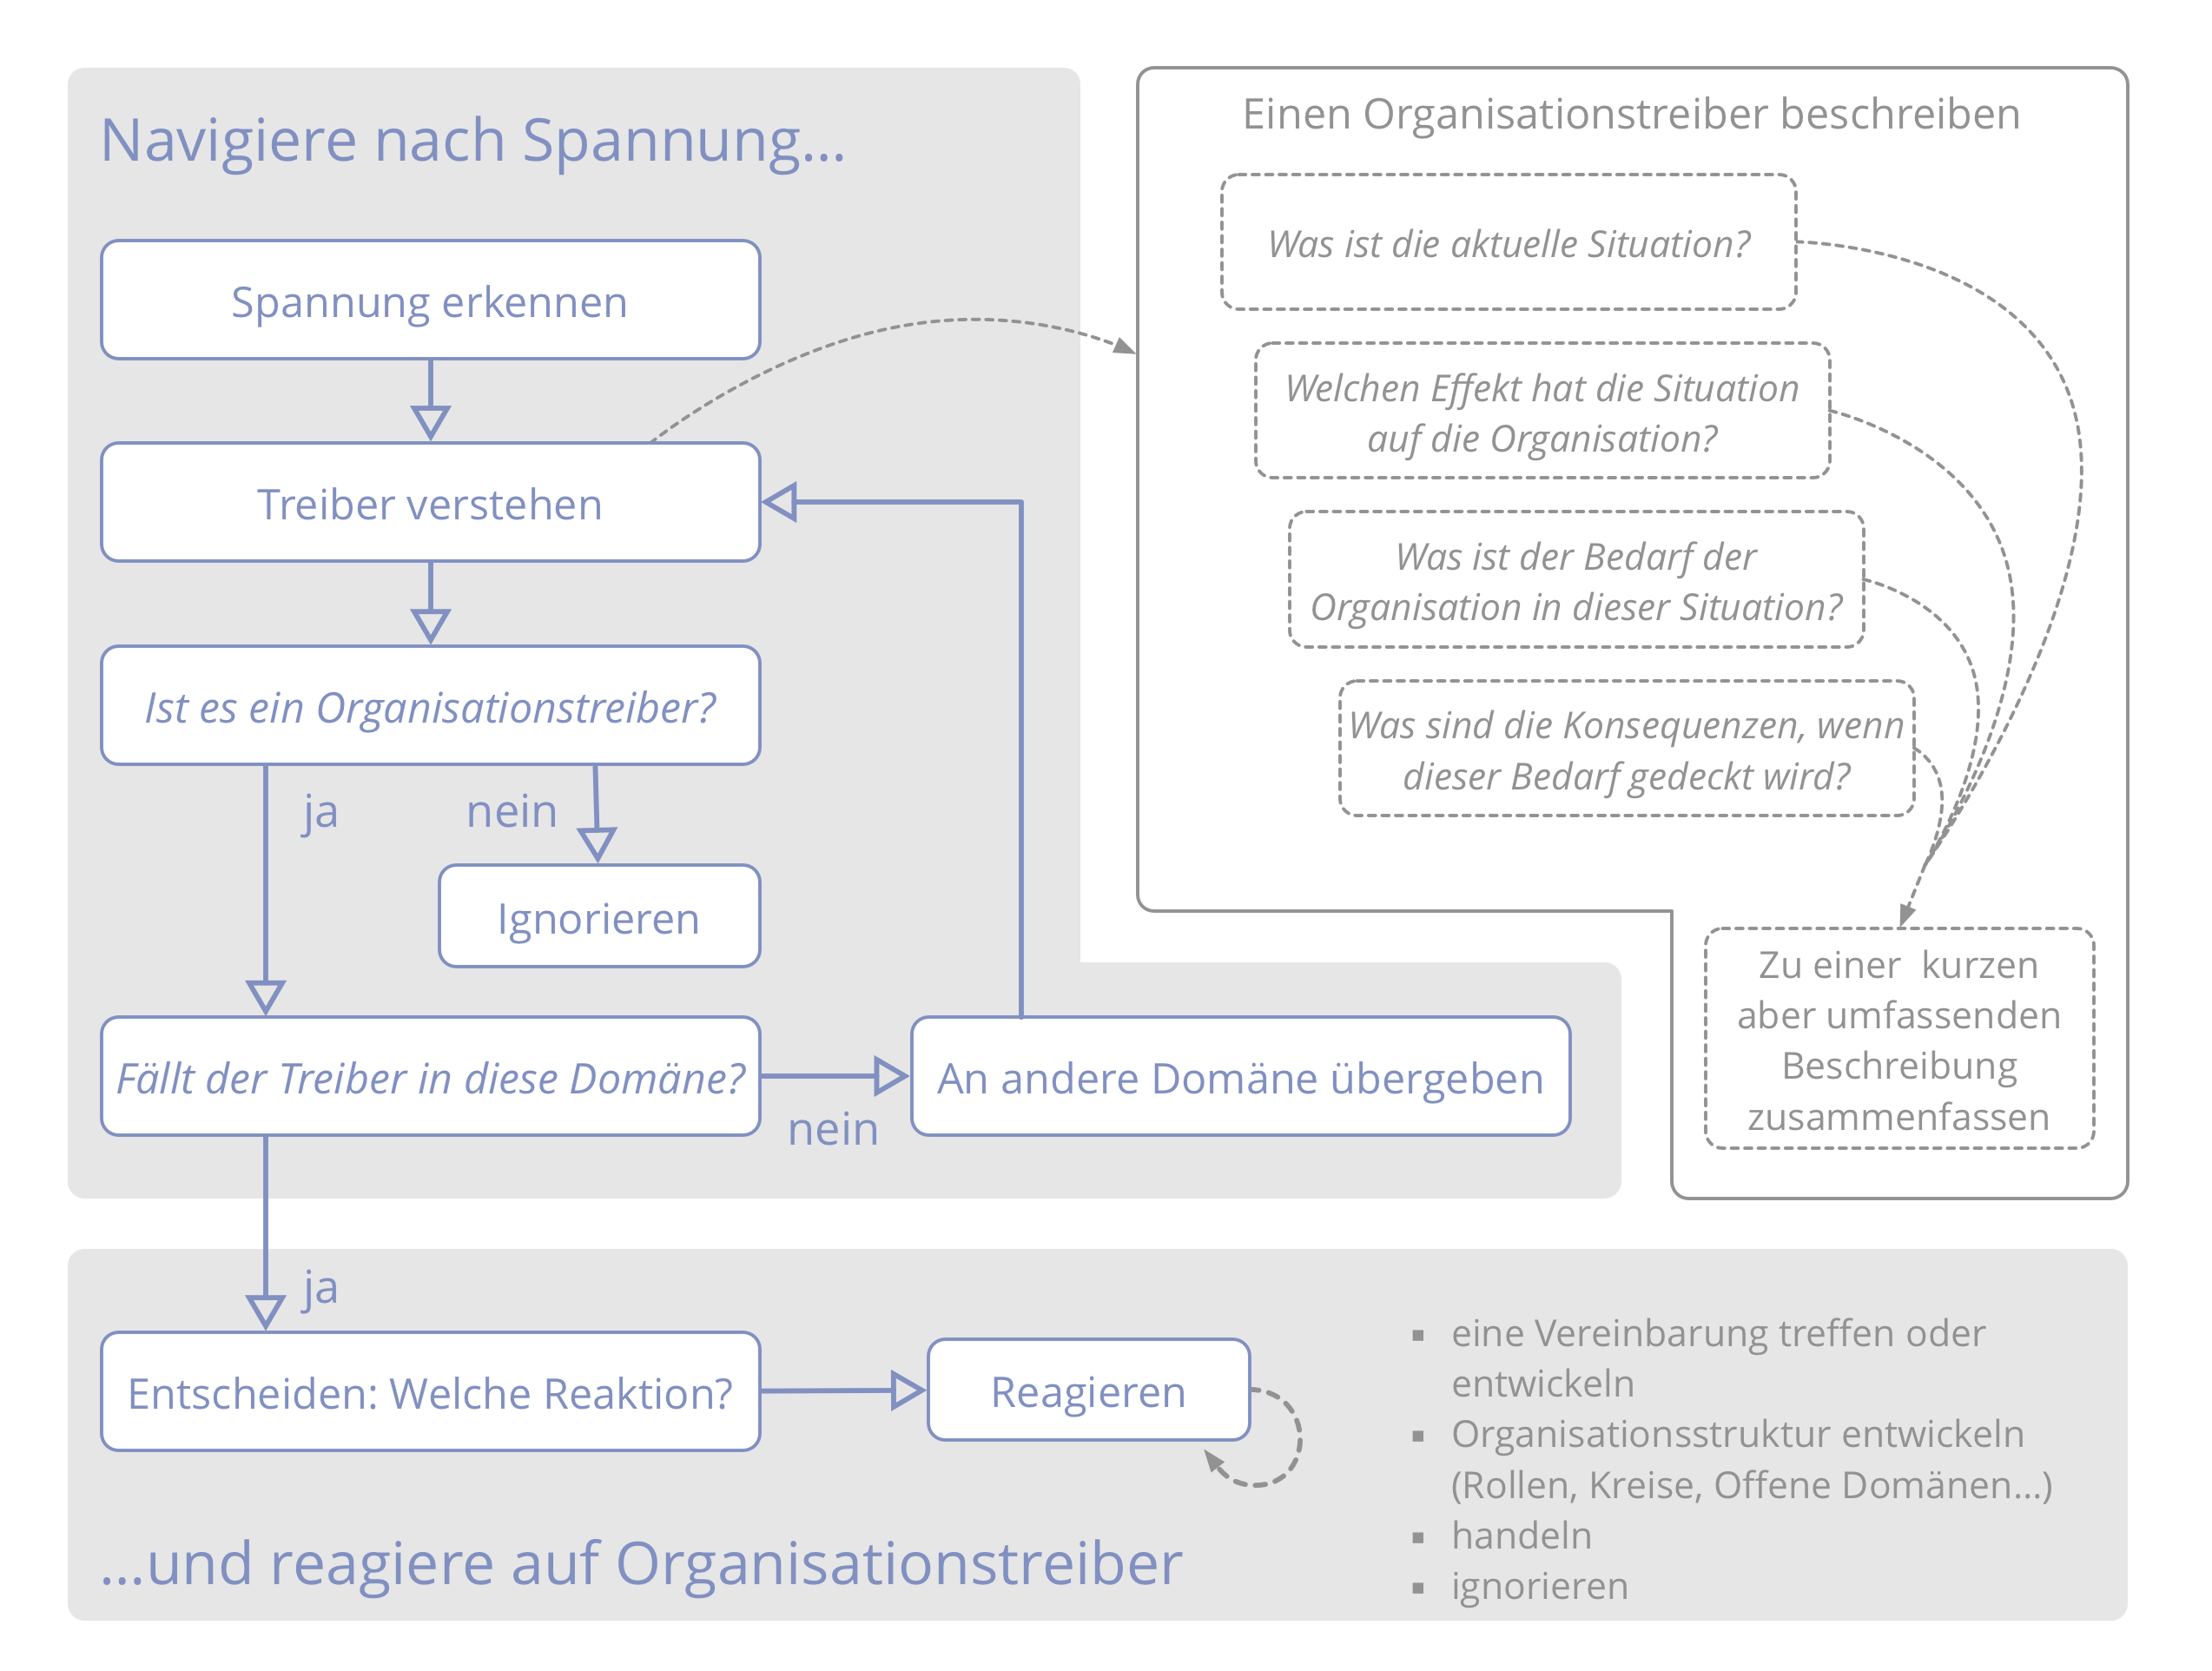 Navigiere nach Spannung...
Spannung erkennen
Treiber verstehen
Ist es ein Organisationstreiber?
ja
nein
Ignorieren
Fällt der Treiber in diese Domäne?
nein
An andere Domäne übergeben
Einen Organisationstreiber beschreiben
Was ist die aktuelle Situation?
Welchen Effekt hat die Situation
auf die Organisation?
Was ist der Bedarf der
Organisation in dieser Situation?
Was sind die Konsequenzen, wenn
dieser Bedarf gedeckt wird?
Zu einer kurzen
aber umfassenden
Beschreibung
zusammenfassen
ja
Entscheiden: Welche Reaktion?
Reagieren
...und reagiere auf Organisationstreiber
▪ eine Vereinbarung treffen oder
entwickeln
▪ Organisationsstruktur entwickeln
(Rollen, Kreise, Offene Domänen...)
▪ handeln
▪ ignorieren